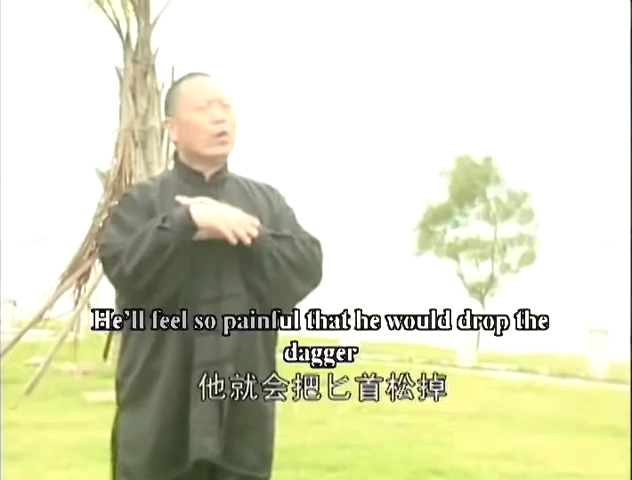 He'll feel so painful that he would drop the
dagger
他就会把匕首松掉